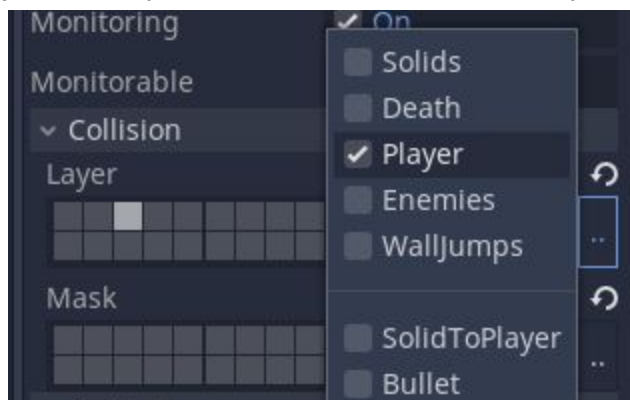 Monitoring
On
Monitorable
Collision
Layer
Mask
Solids
Death
Player
Enemies
WallJumps
SolidToPlayer
Bullet
..
..